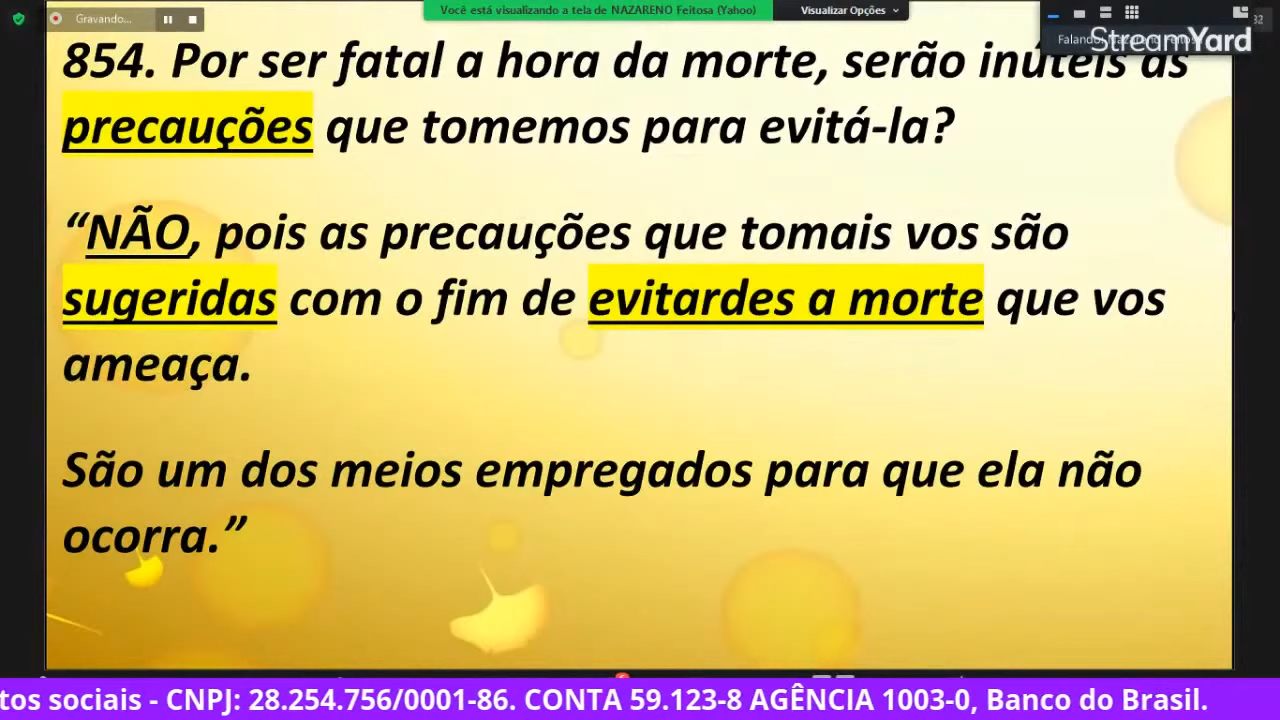 Gravando...
Você está visualizando a tela de NAZARENO Feitosa (Yahoo)
Visualizar Opções
StreamYard
854. Por ser fatal a hora da morte, serão inúteis as
precauções que tomemos para evitá-la?
“NÃO, pois as precauções que tomais vos são
sugeridas com o fim de evitardes a morte que vos
ameaça.
São um dos meios empregados para que ela não
ocorra.”
tos sociais - CNPJ: 28.254.756/0001-86. CONTA 59.123-8 AGÊNCIA 1003-0, Banco do Brasil.